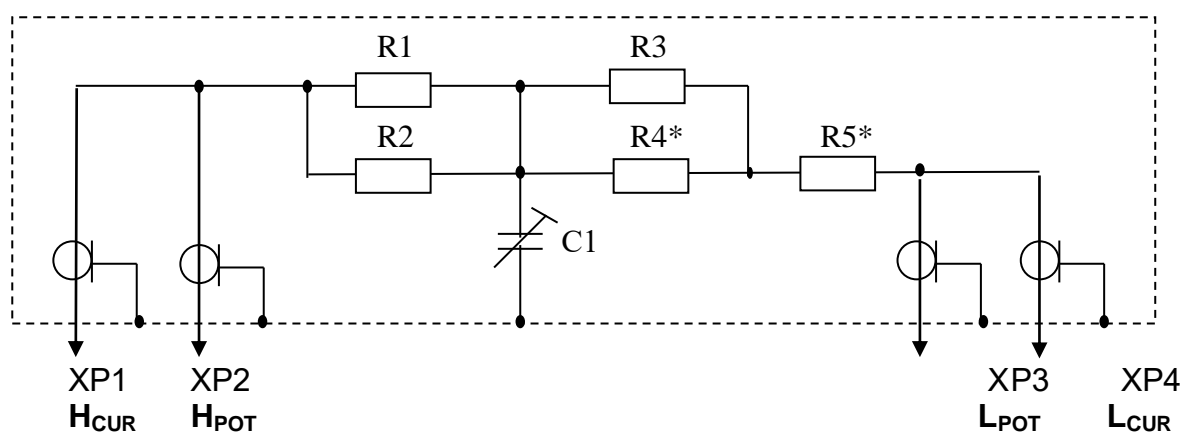 R1 R3
R2 R4* R5*
C1
XP1 XP2 XP3 XP4
HCUR HPOT LPOT LCUR